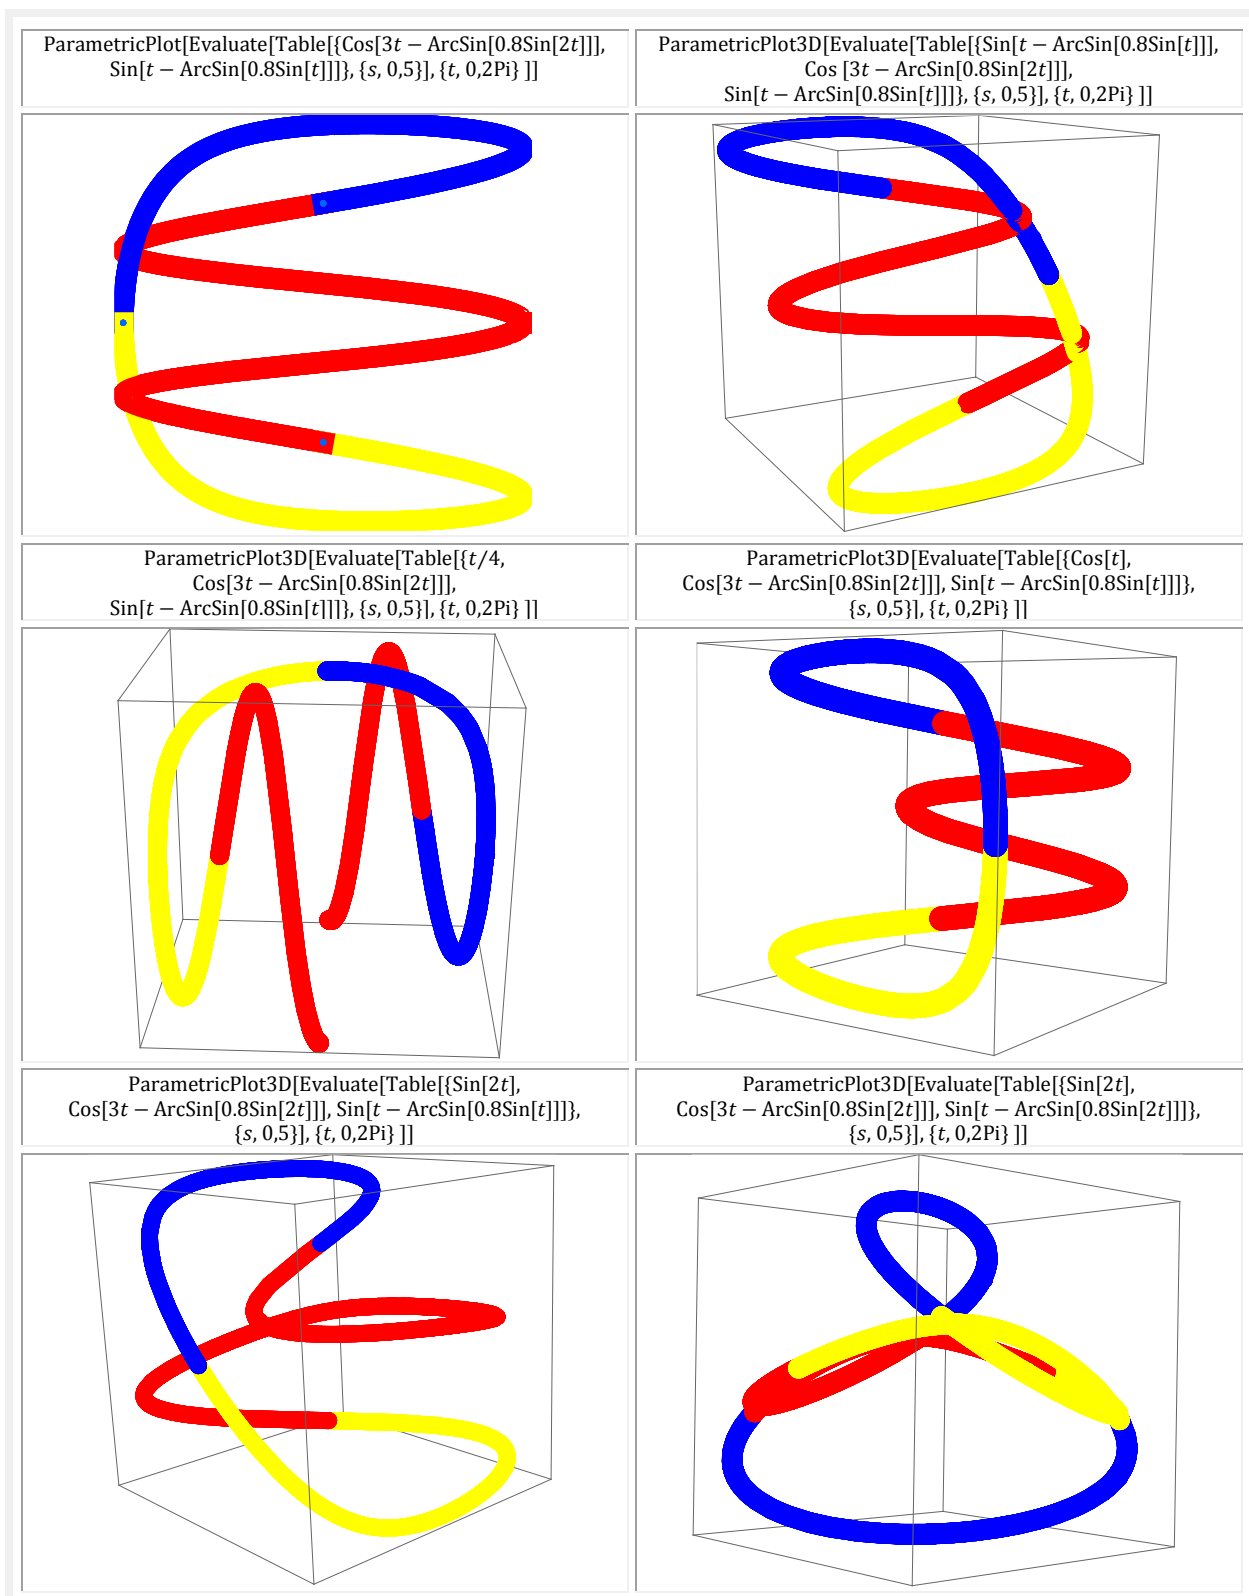 ParametricPlot[Evaluate[Table[{Cos[3t − ArcSin[0.8Sin[2t]]],
Sin[t − ArcSin[0.8Sin[t]]]}, {s, 0,5}], {t, 0,2Pi} ]]
ParametricPlot3D[Evaluate[Table[{Sin[t − ArcSin[0.8Sin[t]]],
Cos [3t − ArcSin[0.8Sin[2t]]],
Sin[t − ArcSin[0.8Sin[t]]]}, {s, 0,5}], {t, 0,2Pi} ]]
ParametricPlot3D[Evaluate[Table[{t/4,
Cos[3t − ArcSin[0.8Sin[2t]]],
Sin[t − ArcSin[0.8Sin[t]]]}, {s, 0,5}], {t, 0,2Pi} ]]
ParametricPlot3D[Evaluate[Table[{Cos[t],
Cos[3t − ArcSin[0.8Sin[2t]]], Sin[t − ArcSin[0.8Sin[t]]]},
{s, 0,5}], {t, 0,2Pi} ]]
ParametricPlot3D[Evaluate[Table[{Sin[2t],
Cos[3t − ArcSin[0.8Sin[2t]]], Sin[t − ArcSin[0.8Sin[t]]]},
{s, 0,5}], {t, 0,2Pi} ]]
ParametricPlot3D[Evaluate[Table[{Sin[2t],
Cos[3t − ArcSin[0.8Sin[2t]]], Sin[t − ArcSin[0.8Sin[2t]]]},
{s, 0,5}], {t, 0,2Pi} ]]